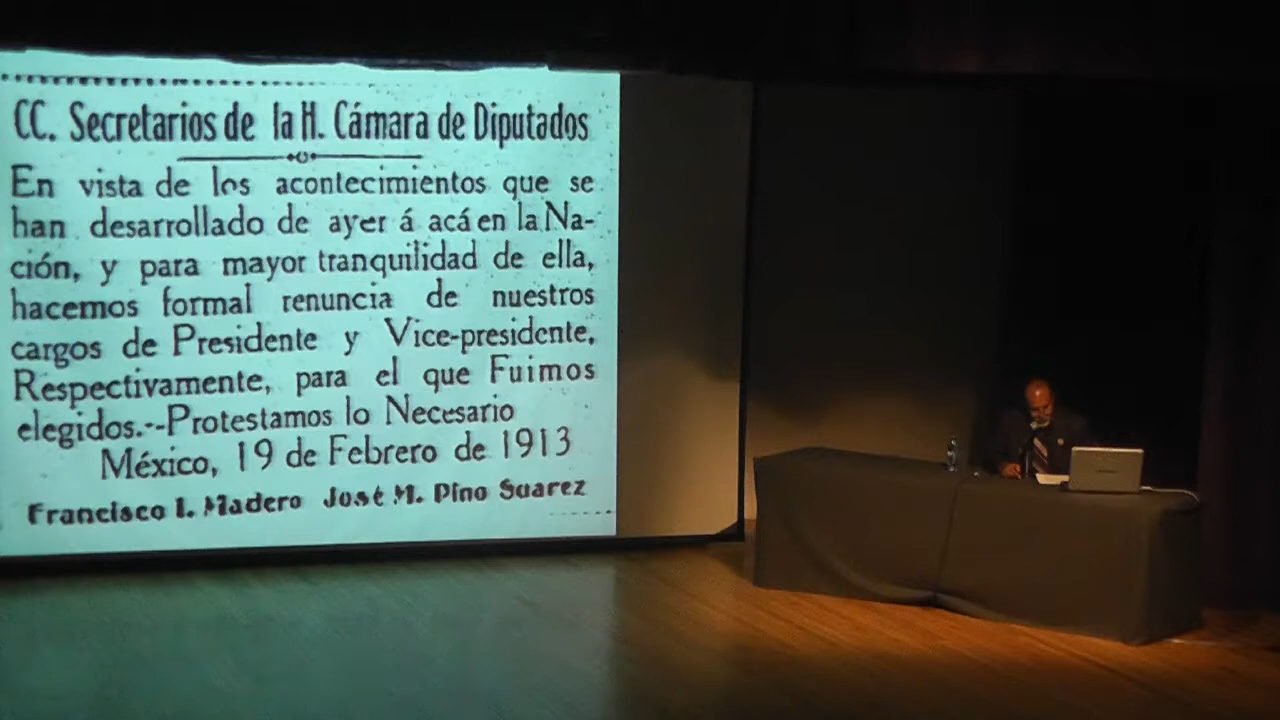 CC. Secretarios de la H. Cámara de Diputados
En vista de los acontecimientos que se
han desarrollado de ayer á acá en la Na-
ción, y para mayor tranquilidad de ella,
hacemos formal renuncia de nuestros
cargos de Presidente y Vice-presidente,
Respectivamente, para el que Fuimos
elegidos.--Protestamos lo Necesario
México, 19 de Febrero de 1913
Francisco I. Madero José M. Pino Suarez